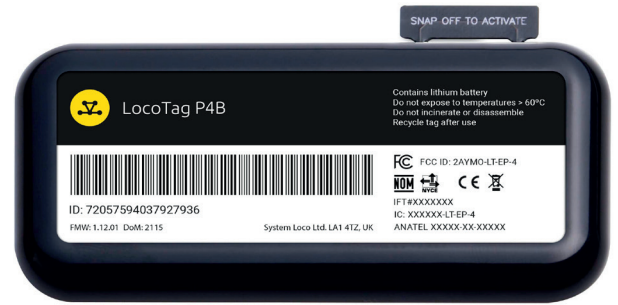 SNAP OFF TO ACTIVATE
LocoTag P4B
Contains lithium battery
Do not expose to temperatures > 60ºC
Do not incinerate or disassemble
Recycle tag after use
ID: 72057594037927936
FMW: 1.12.01 DoM: 2115
System Loco Ltd. LA1 4TZ, UK
FC FCC ID: 2AYMO-LT-EP-4
NOM NYCE CE
IFT#XXXXXXX
IC: XXXXXX-LT-EP-4
ANATEL XXXXX-XX-XXXXX